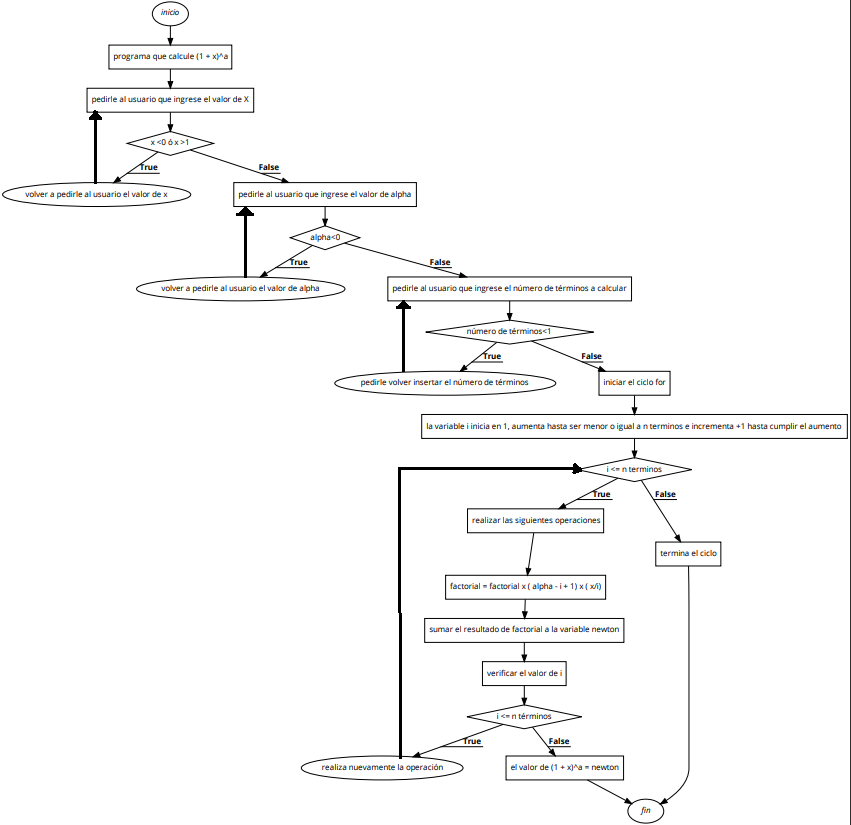 inicio
programa que calcule (1 + x)^a
pedirle al usuario que ingrese el valor de X
x <0 ó x >1
True
False
volver a pedirle al usuario el valor de x
pedirle al usuario que ingrese el valor de alpha
alpha<0
True
False
volver a pedirle al usuario el valor de alpha
pedirle al usuario que ingrese el número de términos a calcular
número de términos<1
True
False
pedirle volver insertar el número de términos
iniciar el ciclo for
la variable i inicia en 1, aumenta hasta ser menor o igual a n terminos e incrementa +1 hasta cumplir el aumento
i <= n terminos
True
False
realizar las siguientes operaciones
termina el ciclo
factorial = factorial x ( alpha - i + 1) x ( x/i)
sumar el resultado de factorial a la variable newton
verificar el valor de i
i <= n términos
True
False
realiza nuevamente la operación
el valor de (1 + x)^a = newton
fin